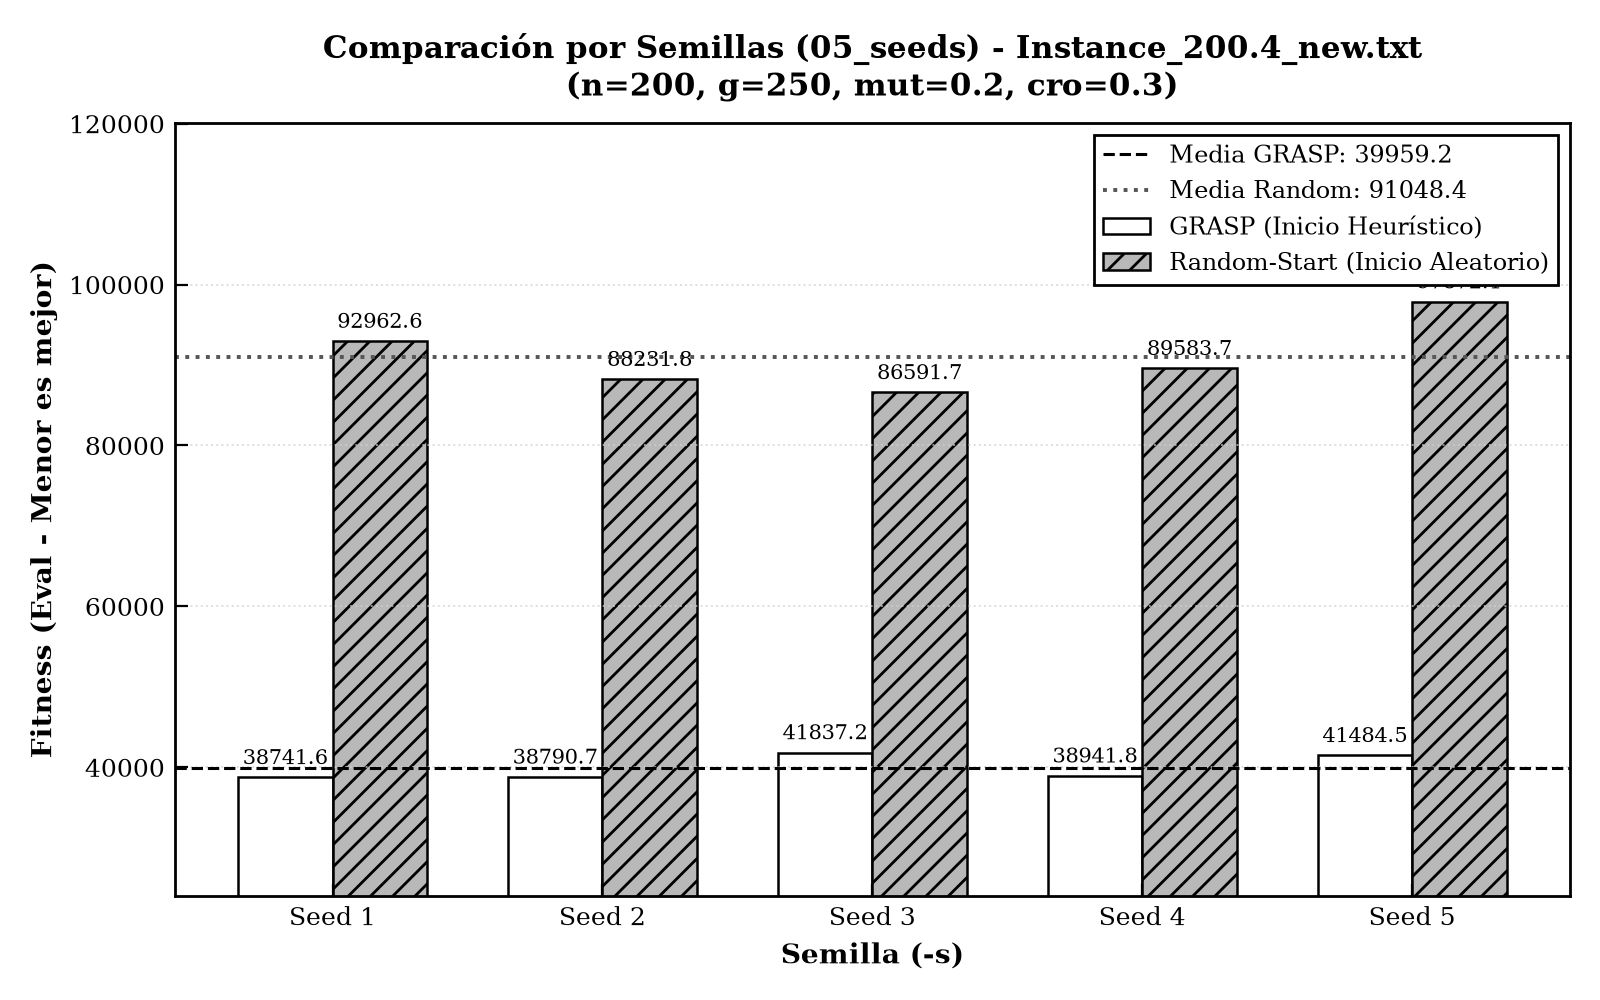 Comparación por Semillas (05_seeds) - Instance_200.4_new.txt
(n=200, g=250, mut=0.2, cro=0.3)
Fitness (Eval - Menor es mejor)
120000
100000
80000
60000
40000
Media GRASP: 39959.2
Media Random: 91048.4
GRASP (Inicio Heurístico)
Random-Start (Inicio Aleatorio)
92962.6
88231.8
86591.7
89583.7
38741.6
38790.7
41837.2
38941.8
41484.5
Seed 1
Seed 2
Seed 3
Seed 4
Seed 5
Semilla (-s)